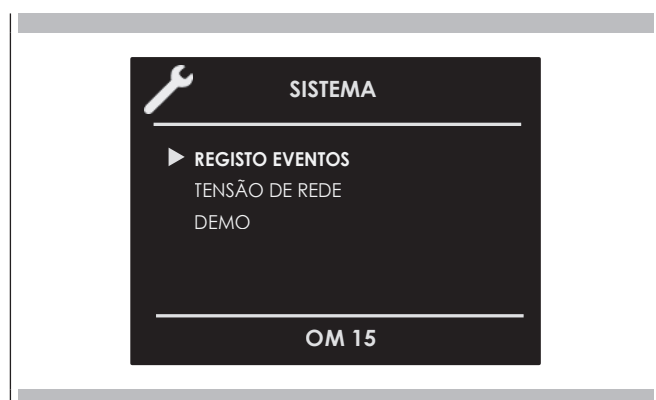 SISTEMA
REGISTO EVENTOS
TENSÃO DE REDE
DEMO
OM 15